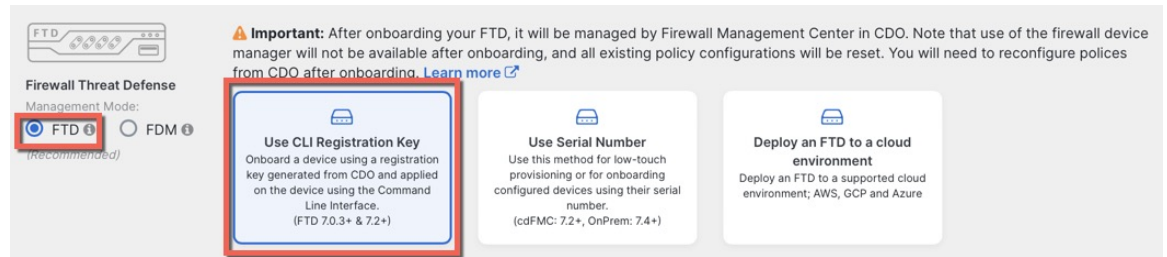 FTD
Firewall Threat Defense
Management Mode:
FTD FDM
(Recommended)
Important: After onboarding your FTD, it will be managed by Firewall Management Center in CDO. Note that use of the firewall device
manager will not be available after onboarding, and all existing policy configurations will be reset. You will need to reconfigure polices
from CDO after onboarding. Learn more
Use CLI Registration Key
Onboard a device using a registration
key generated from CDO and applied
on the device using the Command
Line Interface.
(FTD 7.0.3+ & 7.2+)
Use Serial Number
Use this method for low-touch
provisioning or for onboarding
configured devices using their serial
number.
(cdFMC: 7.2+, OnPrem: 7.4+)
Deploy an FTD to a cloud
environment
Deploy an FTD to a supported cloud
environment; AWS, GCP and Azure